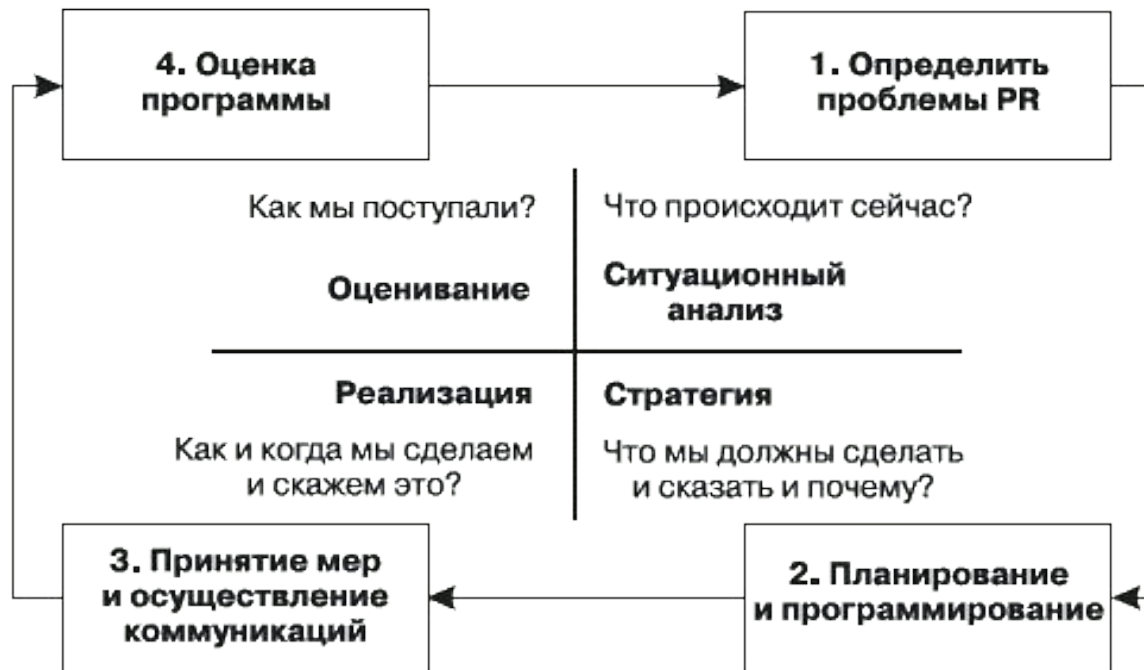 4. Оценка
программы
1. Определить
проблемы PR
Как мы поступали?
Что происходит сейчас?
Оценивание
Ситуационный
анализ
Реализация
Стратегия
Как и когда мы сделаем
и скажем это?
Что мы должны сделать
и сказать и почему?
3. Принятие мер
и осуществление
коммуникаций
2. Планирование
и программирование